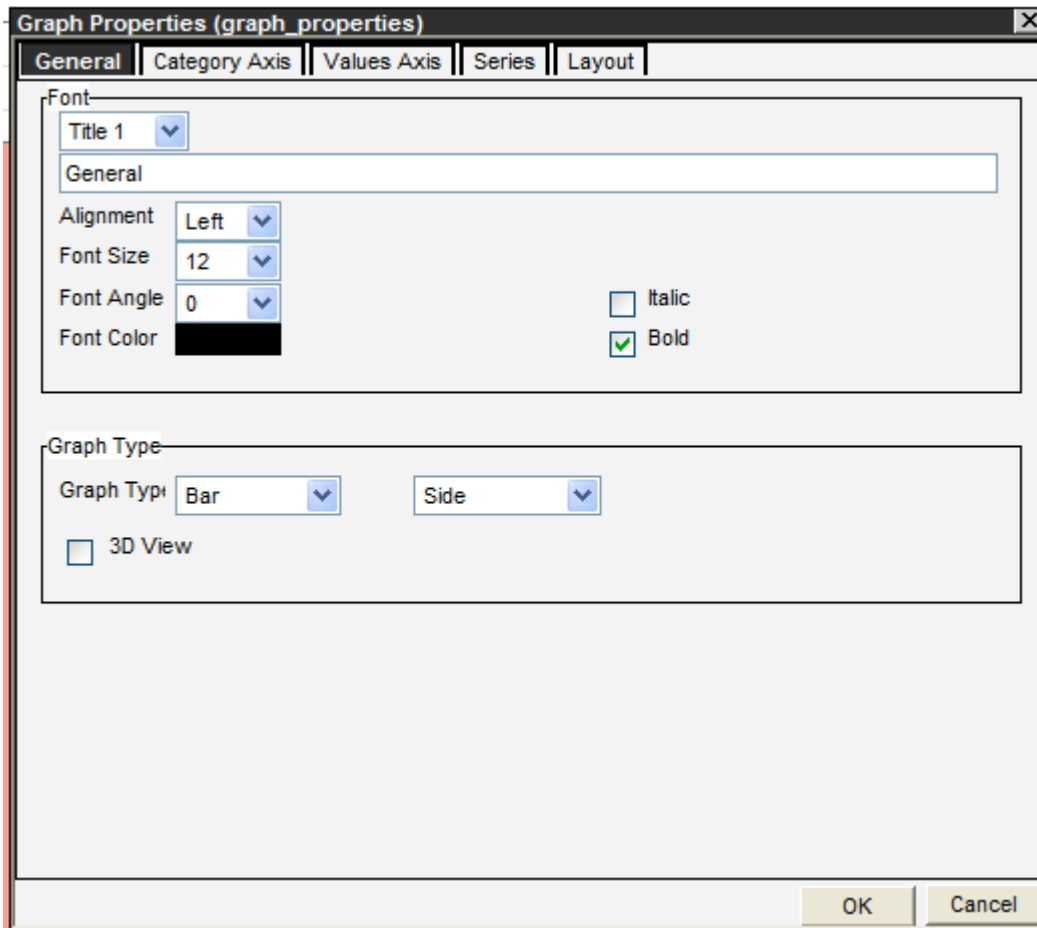 Graph Properties (graph_properties)
General Category Axis Values Axis Series Layout
Font
Title 1
General
Alignment Left
Font Size 12
Font Angle 0 Italic
Font Color Bold
Graph Type
Graph Type Bar Side
3D View
OK Cancel